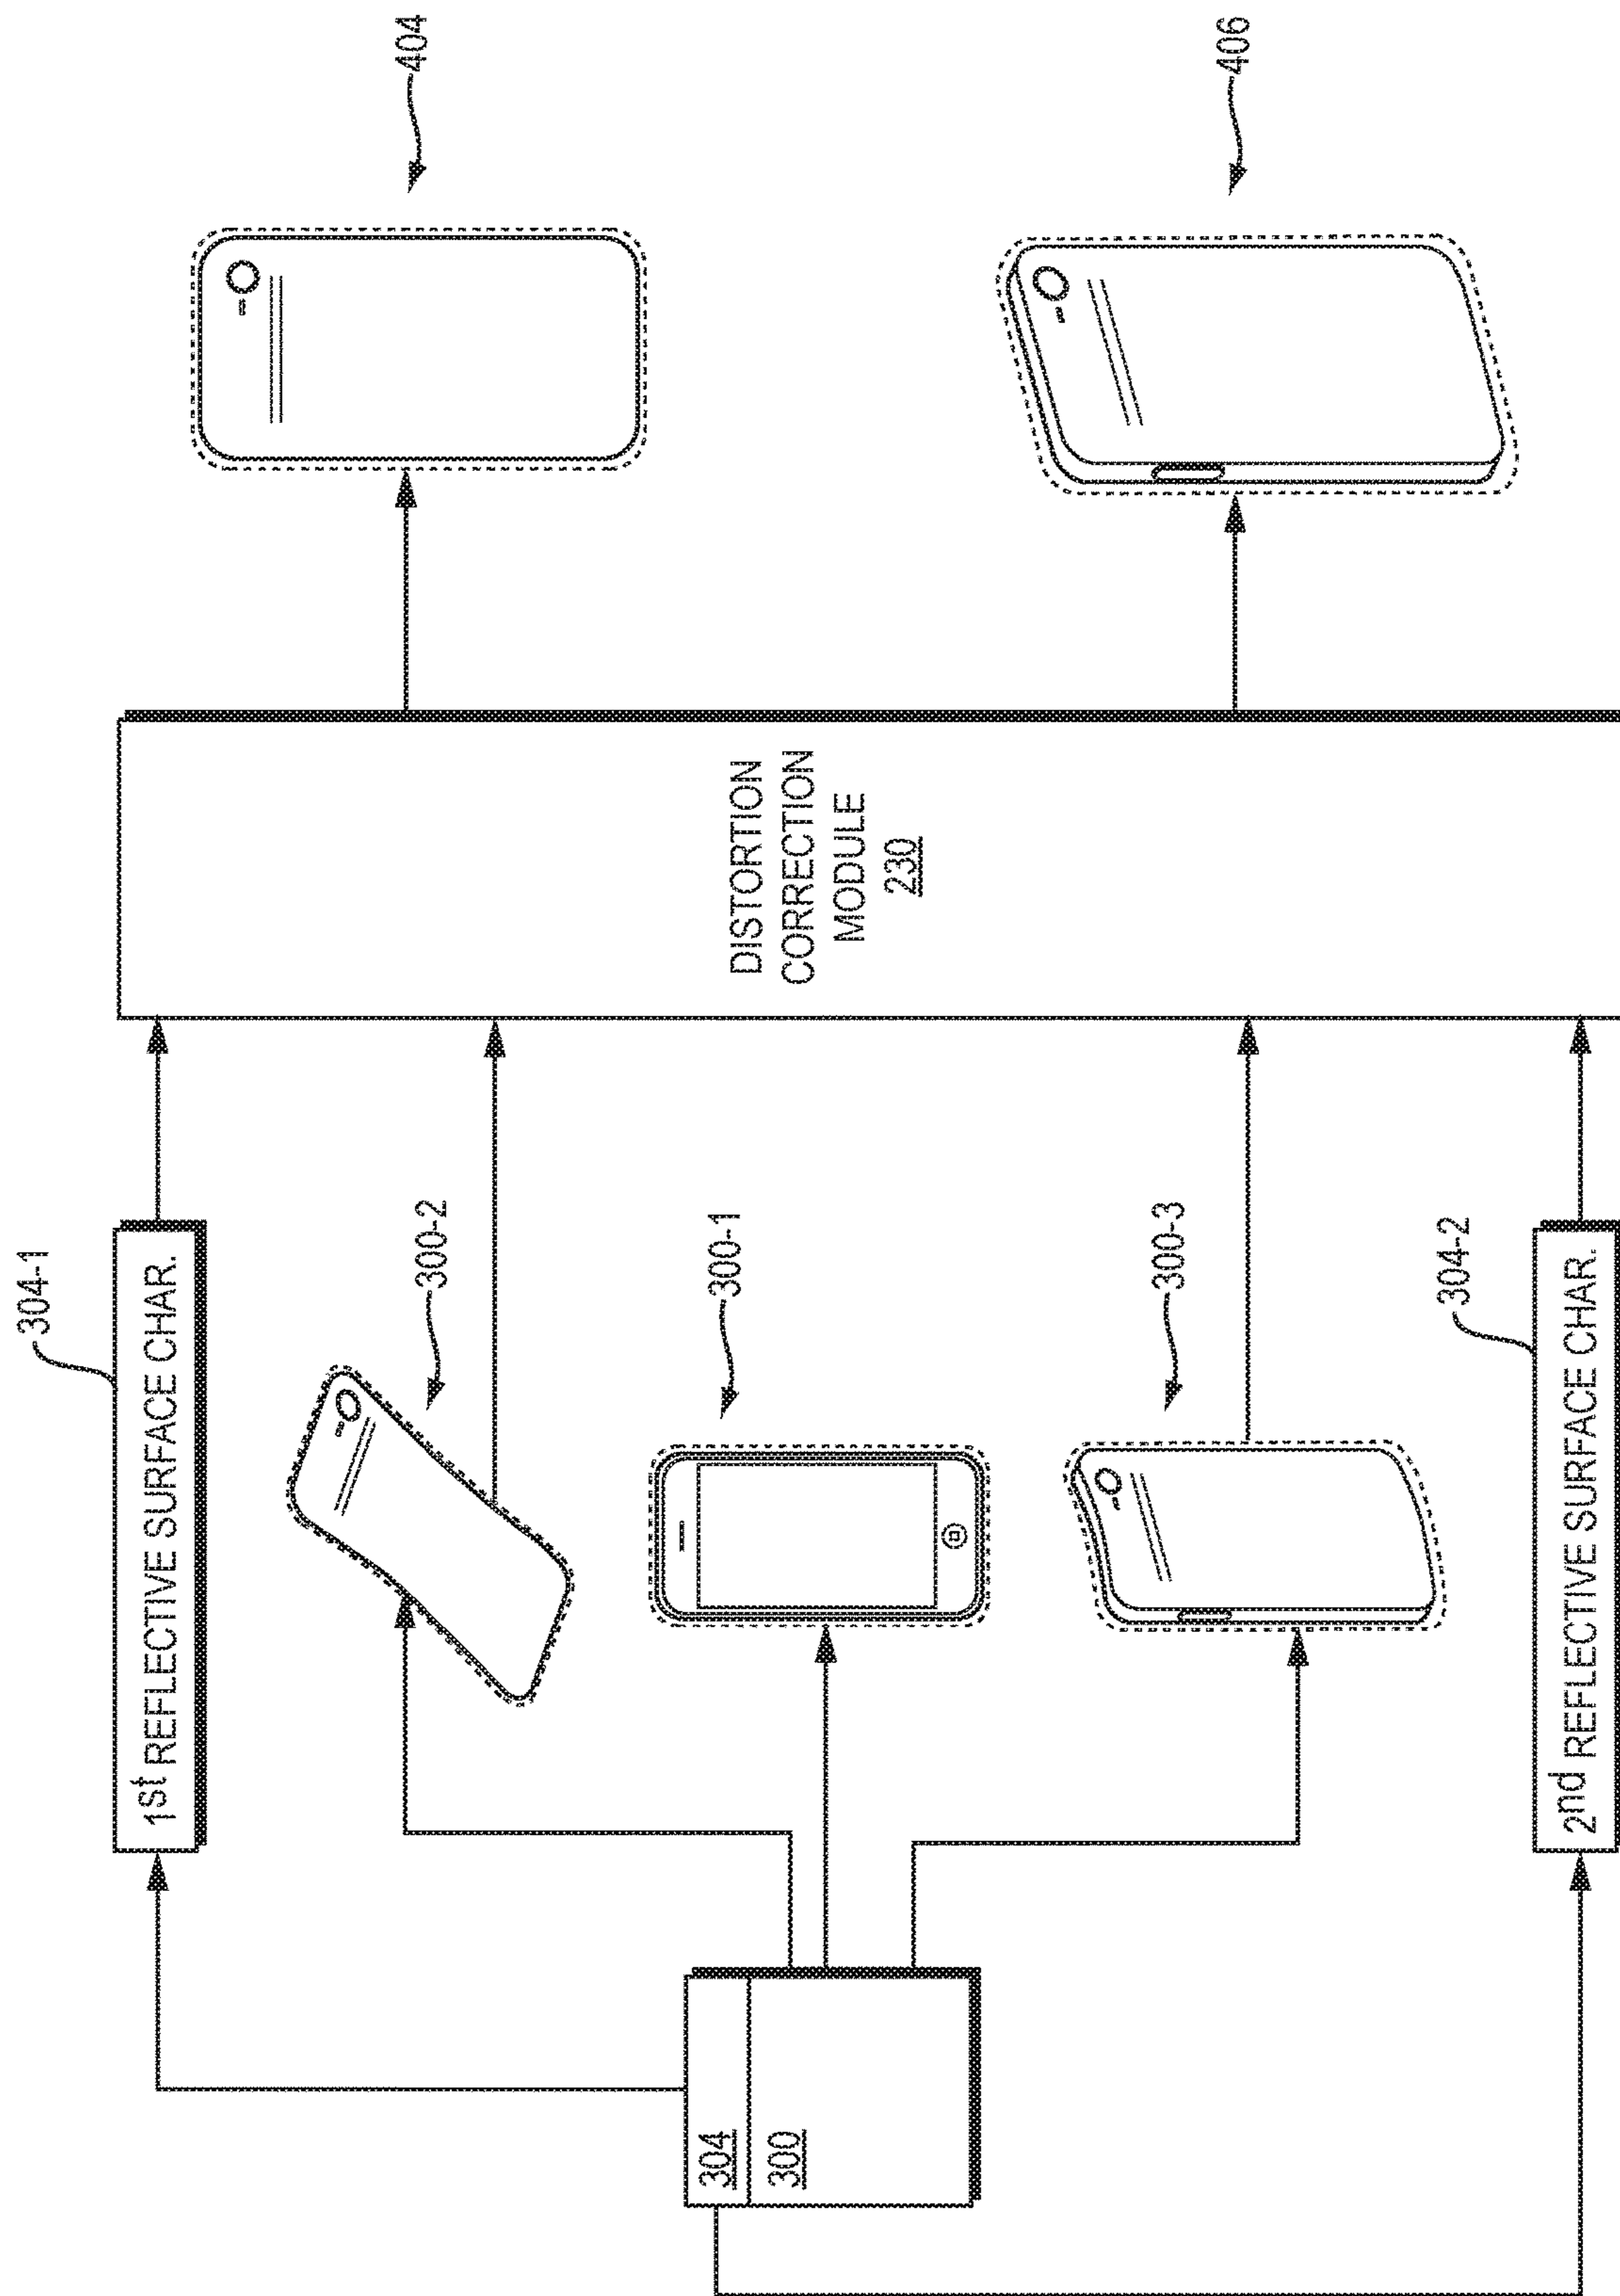 304-1
1st REFLECTIVE SURFACE CHAR.
300-2
404
300-1
304
300
DISTORTION
CORRECTION
MODULE
230
300-3
406
304-2
2nd REFLECTIVE SURFACE CHAR.